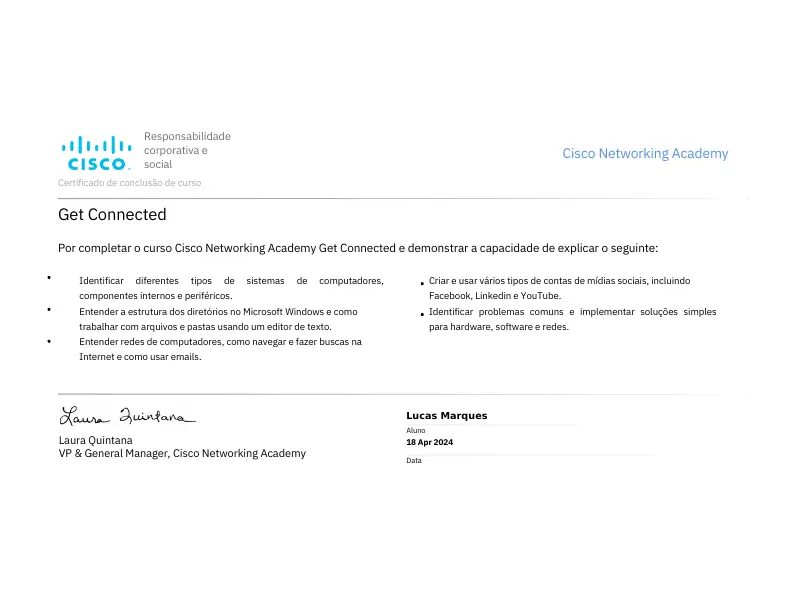 Responsabilidade
corporativa e
social
CISCO
Cisco Networking Academy
Certificado de conclusão de curso
Get Connected
Por completar o curso Cisco Networking Academy Get Connected e demonstrar a capacidade de explicar o seguinte:
• Identificar diferentes tipos de sistemas de computadores,
componentes internos e periféricos.
• Entender a estrutura dos diretórios no Microsoft Windows e como
trabalhar com arquivos e pastas usando um editor de texto.
• Entender redes de computadores, como navegar e fazer buscas na
Internet e como usar emails.
• Criar e usar vários tipos de contas de mídias sociais, incluindo
Facebook, Linkedin e YouTube.
• Identificar problemas comuns e implementar soluções simples
para hardware, software e redes.
Laura Quintana
Laura Quintana
VP & General Manager, Cisco Networking Academy
Lucas Marques
Aluno
18 Apr 2024
Data